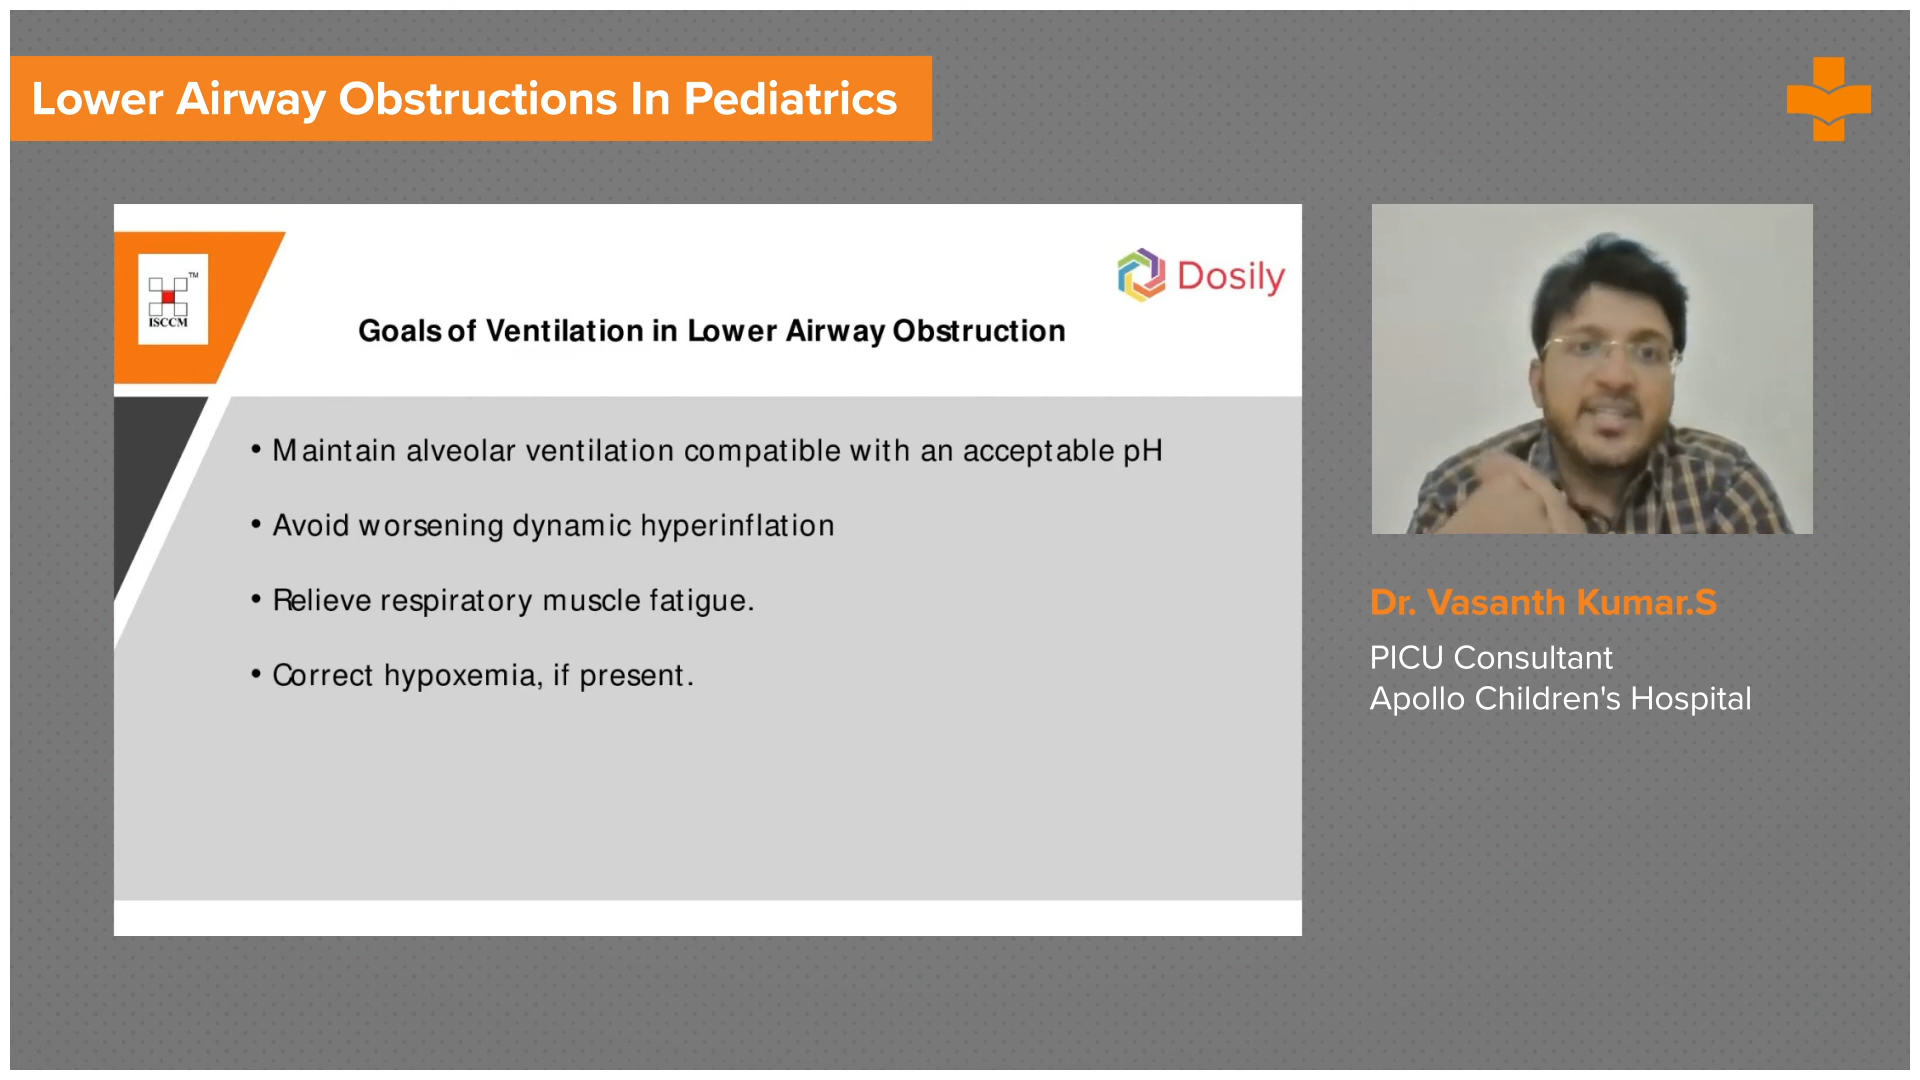 Lower Airway Obstructions In Pediatrics
TM
ISCCM
Dosily
Goals of Ventilation in Lower Airway Obstruction
• Maintain alveolar ventilation compatible with an acceptable pH
• Avoid worsening dynamic hyperinflation
• Relieve respiratory muscle fatigue.
• Correct hypoxemia, if present.
Dr. Vasanth Kumar.S
PICU Consultant
Apollo Children's Hospital